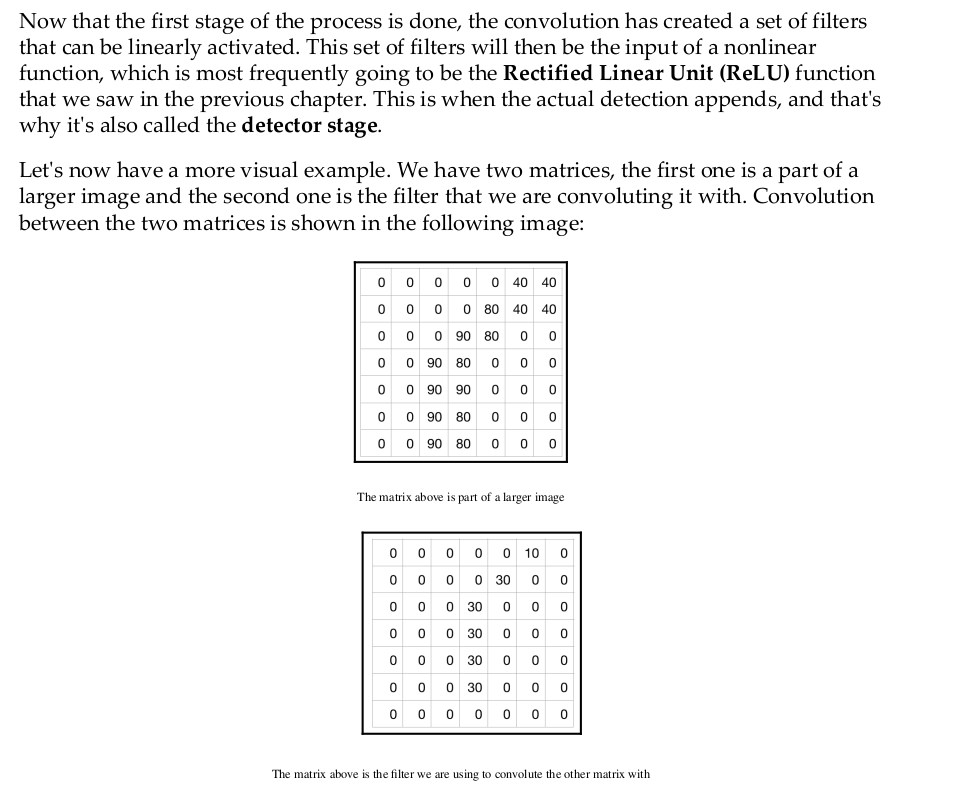 Now that the first stage of the process is done, the convolution has created a set of filters
that can be linearly activated. This set of filters will then be the input of a nonlinear
function, which is most frequently going to be the Rectified Linear Unit (ReLU) function
that we saw in the previous chapter. This is when the actual detection appends, and that's
why it's also called the detector stage.
Let's now have a more visual example. We have two matrices, the first one is a part of a
larger image and the second one is the filter that we are convoluting it with. Convolution
between the two matrices is shown in the following image:
0 0 0 0 0 40 40
0 0 0 0 80 40 40
0 0 0 90 80 0 0
0 0 90 80 0 0 0
0 0 90 90 0 0 0
0 0 90 80 0 0 0
0 0 90 80 0 0 0
The matrix above is part of a larger image
0 0 0 0 0 10 0
0 0 0 0 30 0 0
0 0 0 30 0 0 0
0 0 0 30 0 0 0
0 0 0 30 0 0 0
0 0 0 30 0 0 0
0 0 0 0 0 0 0
The matrix above is the filter we are using to convolute the other matrix with